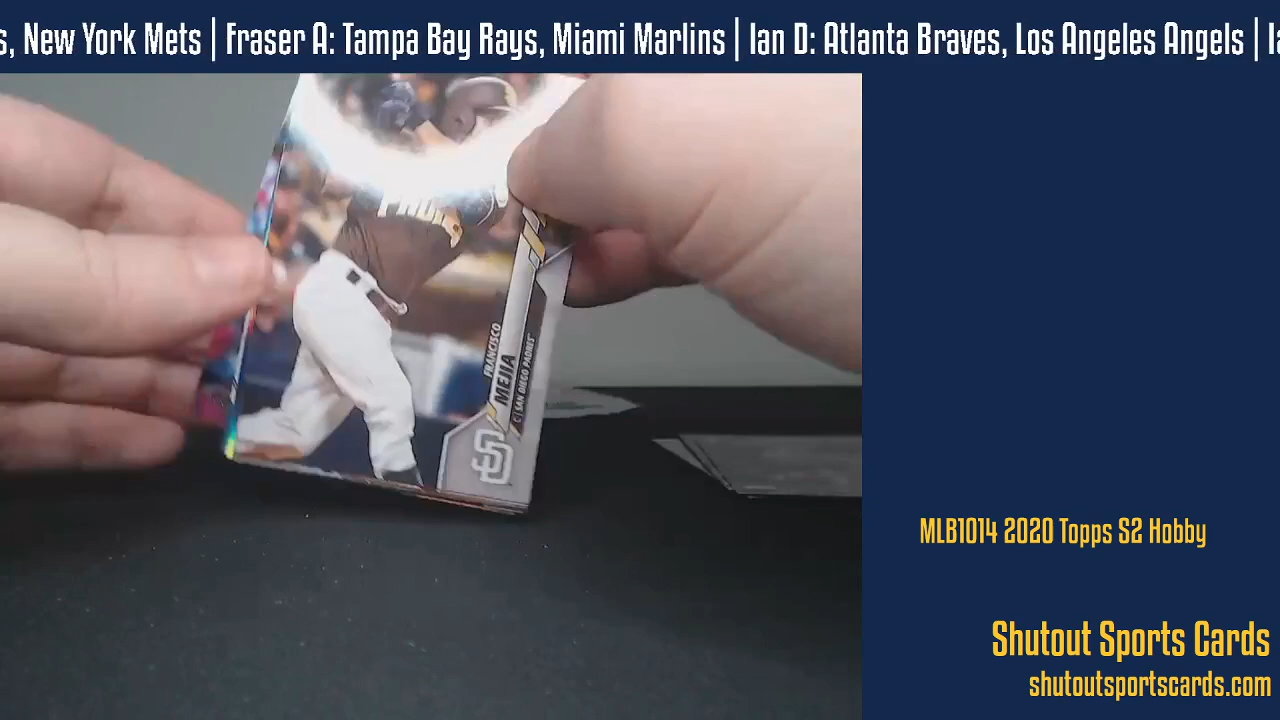 s, New York Mets | Fraser A: Tampa Bay Rays, Miami Marlins | Ian D: Atlanta Braves, Los Angeles Angels |
FRANCISCO
MEJIA
C | SAN DIEGO PADRES
SD
MLB1014 2020 Topps S2 Hobby
Shutout Sports Cards
shutoutsportscards.com